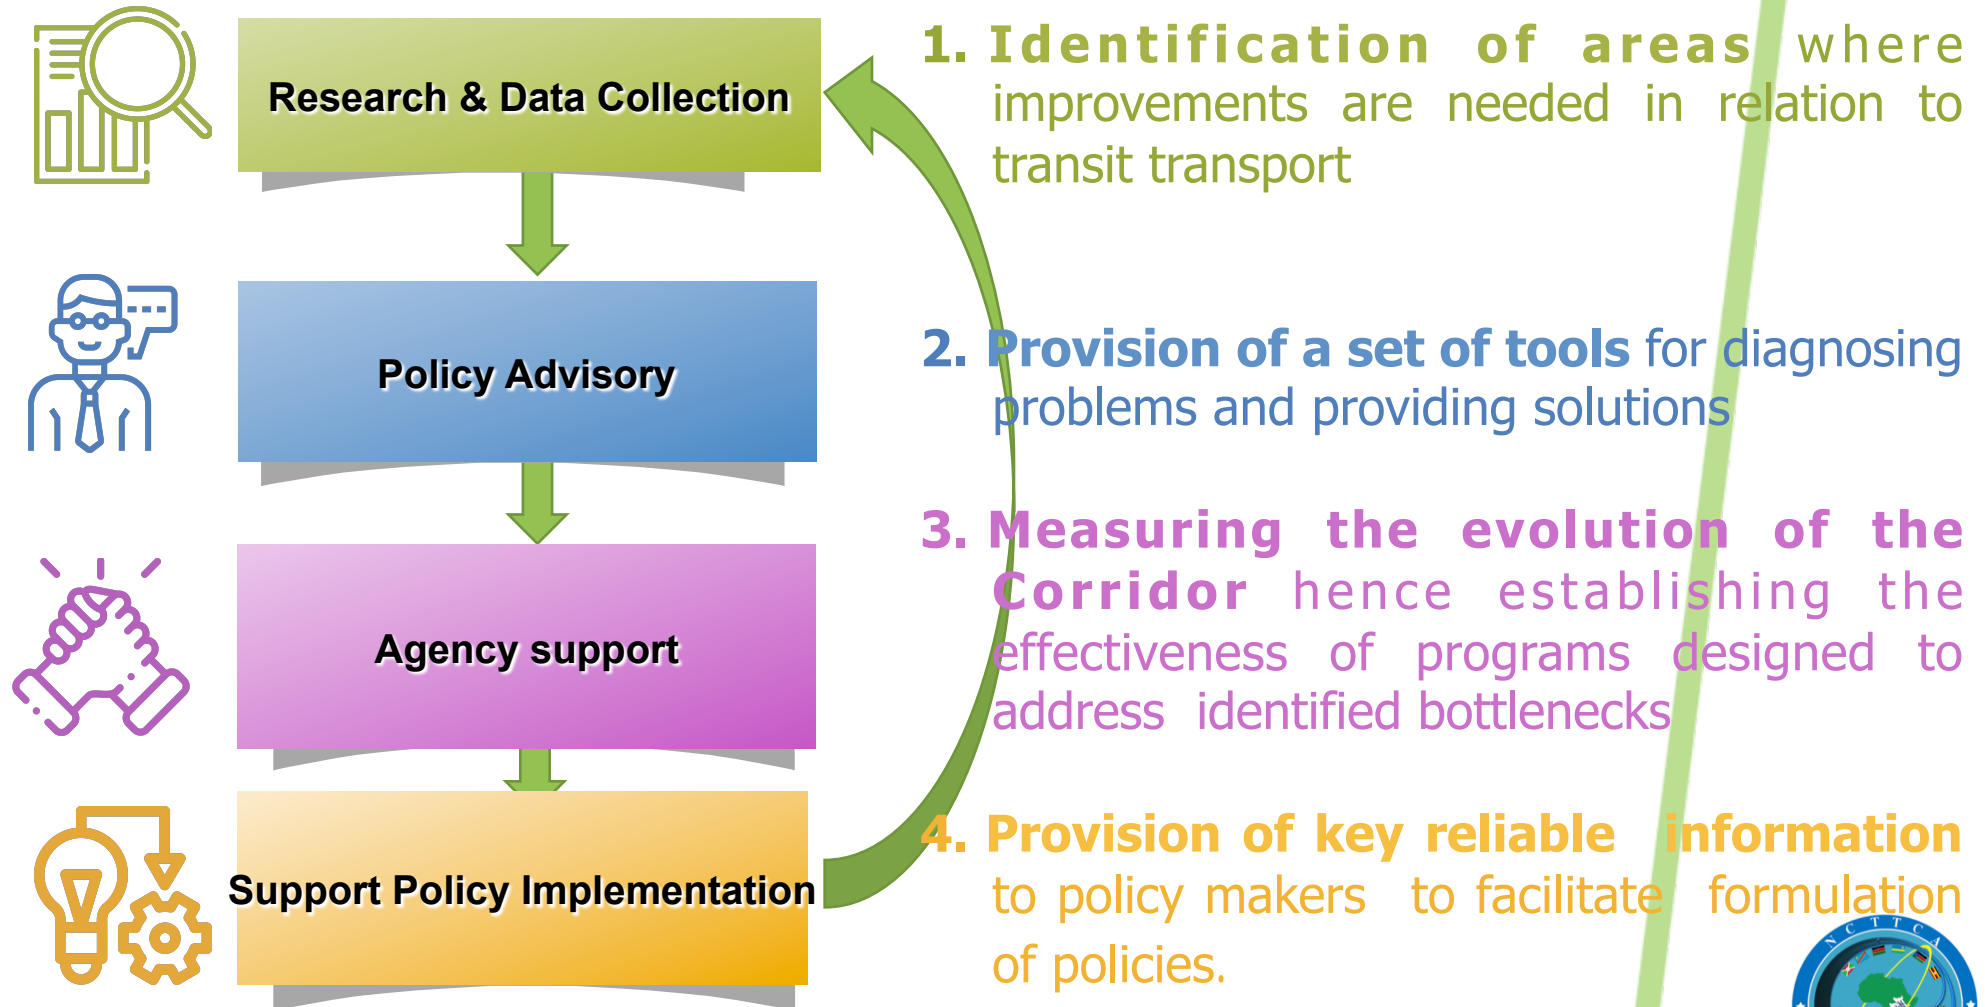 Research & Data Collection
Policy Advisory
Agency support
Support Policy Implementation
1. Identification of areas where
improvements are needed in relation to
transit transport
2. Provision of a set of tools for diagnosing
problems and providing solutions
3. Measuring the evolution of the
Corridor hence establishing the
effectiveness of programs designed to
address identified bottlenecks
4. Provision of key reliable information
to policy makers to facilitate formulation
of policies.
NCTTCA